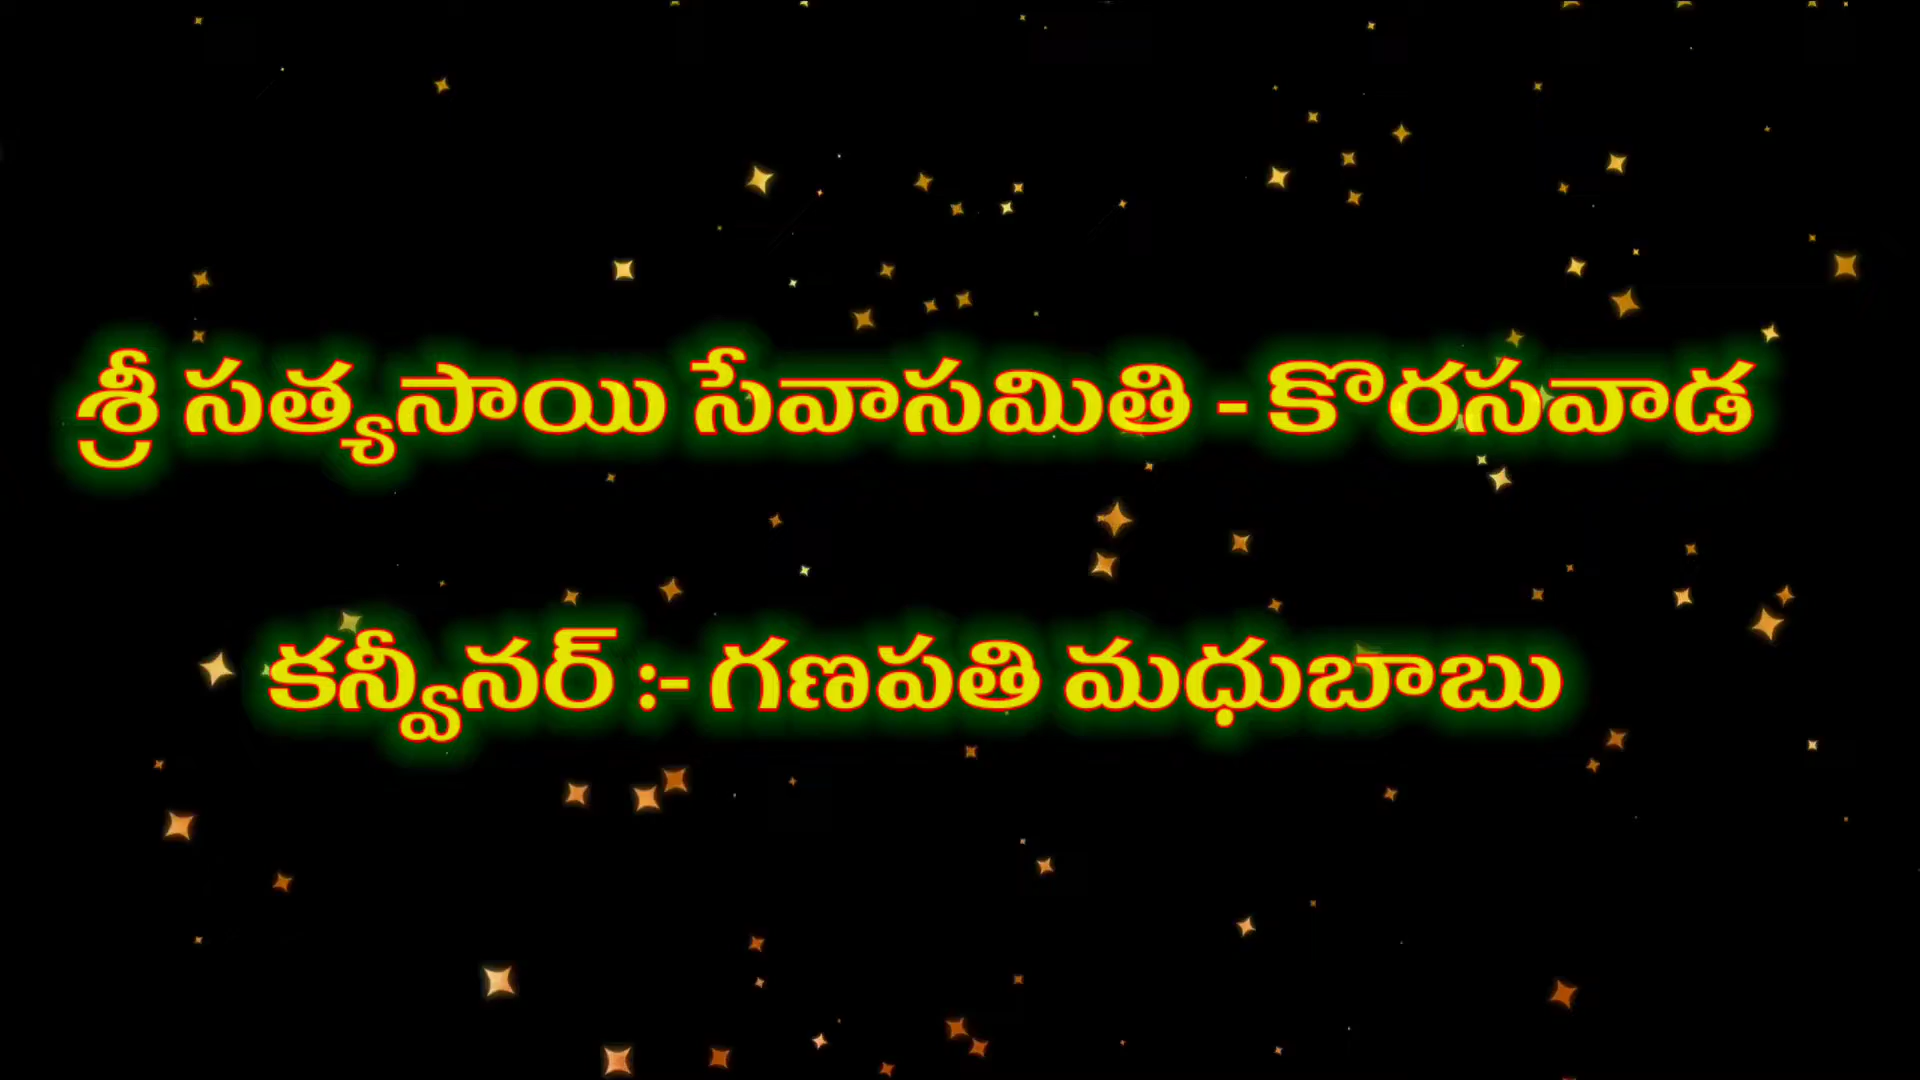 శ్రీ సత్యసాయి సేవాసమితి - కొరసవాడ
కన్వీనర్ :- గణపతి మధుబాబు